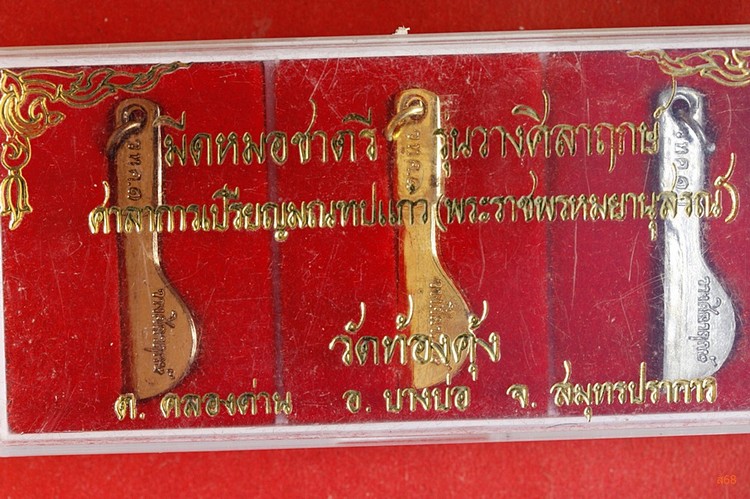 มีดหมอชาตรี รุ่นวางศิลาฤกษ์
ศาลาการเปรียญมณฑปแก้ว (พระราชพรหมยานุสรณ์)
วัดท้องคุ้ง
ต. คลองด่าน อ. บางบ่อ จ. สมุทรปราการ
a68